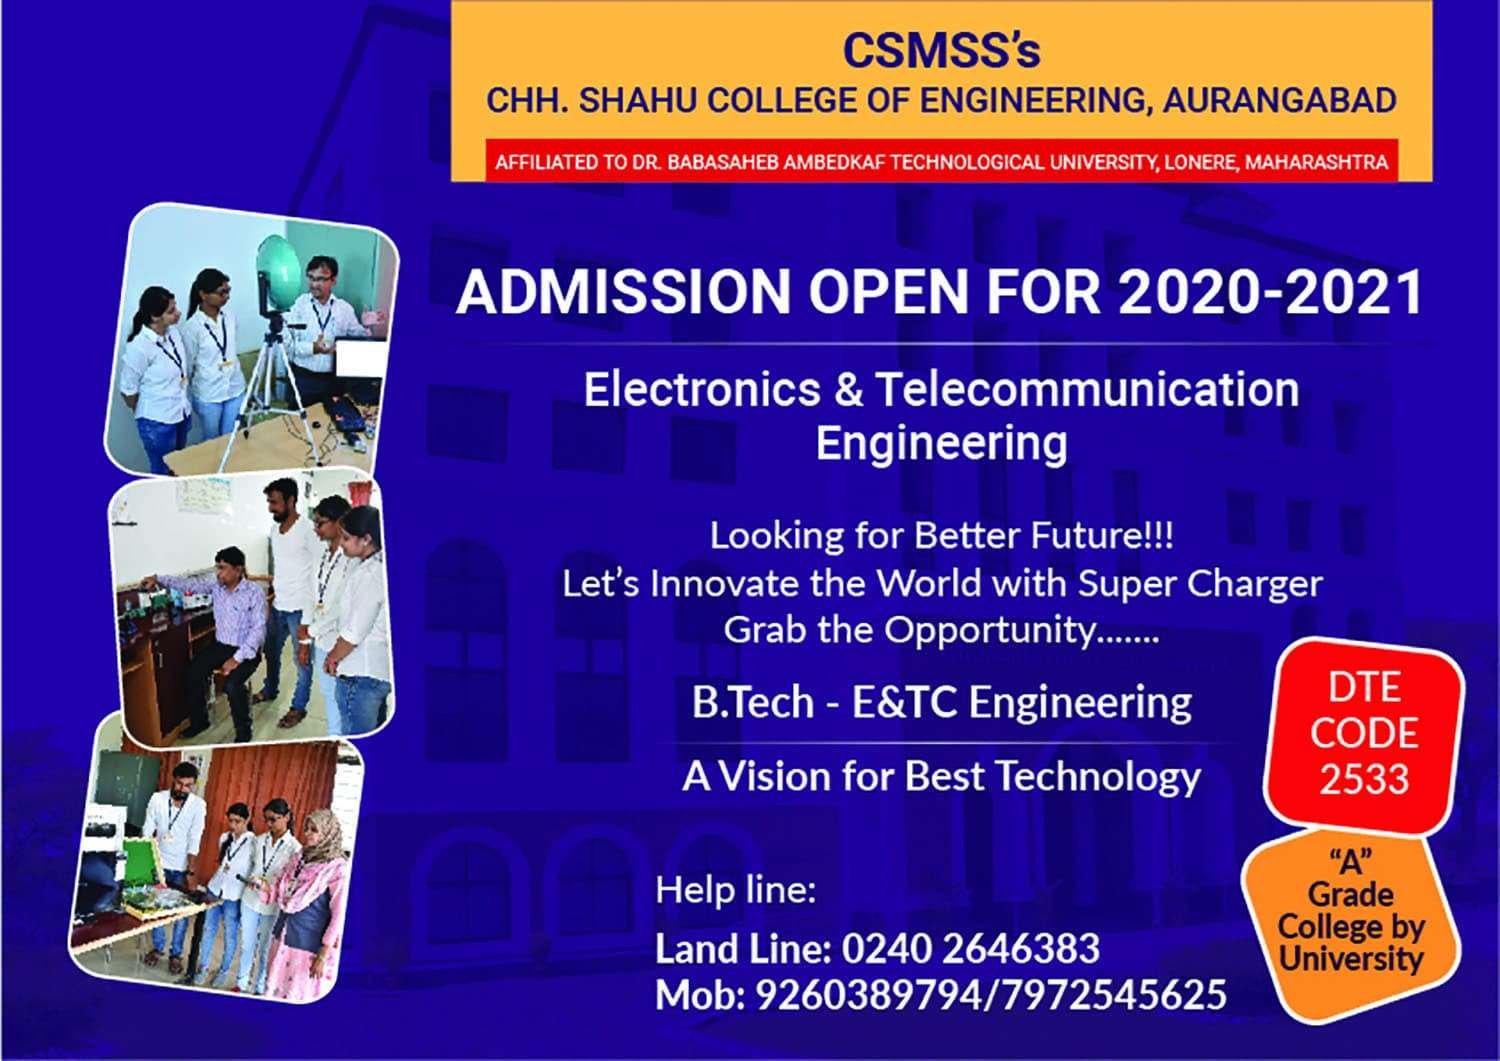 CSMSS's
CHH. SHAHU COLLEGE OF ENGINEERING, AURANGABAD
AFFILIATED TO DR. BABASAHEB AMBEDKAF TECHNOLOGICAL UNIVERSITY, LONERE, MAHARASHTRA
ADMISSION OPEN FOR 2020-2021
Electronics & Telecommunication
Engineering
Looking for Better Future!!!
Let's Innovate the World with Super Charger
Grab the Opportunity.......
B.Tech - E&TC Engineering
A Vision for Best Technology
DTE
CODE
2533
"A"
Grade
College by
University
Help line:
Land Line: 0240 2646383
Mob: 9260389794/7972545625